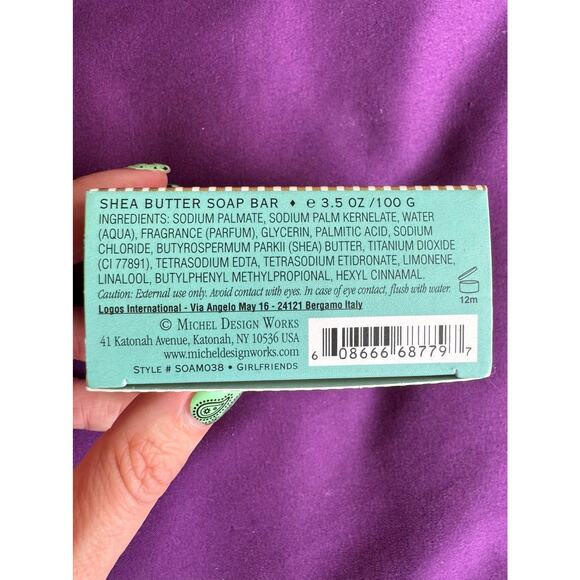 SHEA BUTTER SOAP BAR ♦ ℮ 3.5 OZ /100 G
INGREDIENTS: SODIUM PALMATE, SODIUM PALM KERNELATE, WATER
(AQUA), FRAGRANCE (PARFUM), GLYCERIN, PALMITIC ACID, SODIUM
CHLORIDE, BUTYROSPERMUM PARKII (SHEA) BUTTER, TITANIUM DIOXIDE
(CI 77891), TETRASODIUM EDTA, TETRASODIUM ETIDRONATE, LIMONENE,
LINALOOL, BUTYLPHENYL METHYLPROPIONAL, HEXYL CINNAMAL.
Caution: External use only. Avoid contact with eyes. In case of eye contact, flush with water.
12m
Logos International - Via Angelo May 16 - 24121 Bergamo Italy
© MICHEL DESIGN WORKS
41 Katonah Avenue, Katonah, NY 10536 USA
www.micheldesignworks.com
STYLE # SOAM038 • GIRLFRIENDS
6 08666 68779 7